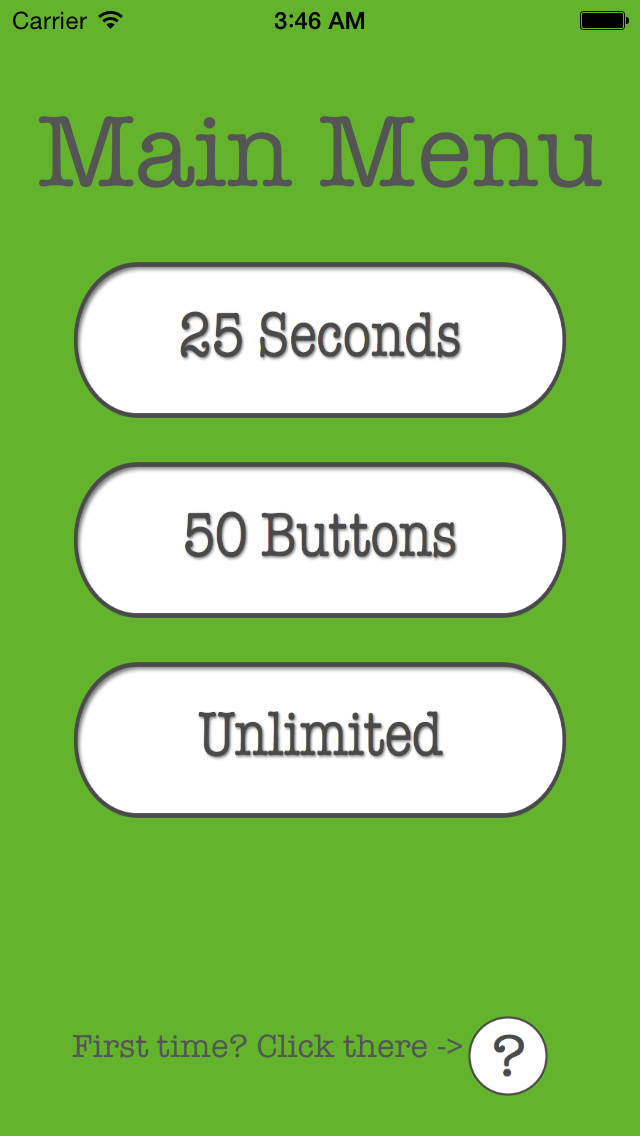 Carrier 3:46 AM
Main Menu
25 Seconds
50 Buttons
Unlimited
First time? Click there -> ?